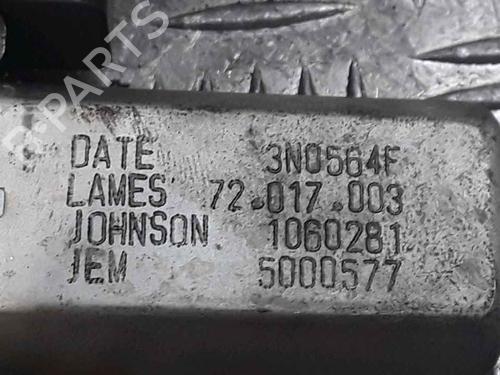 B-PARTS
DATE 3N0564F
LAMES 72.017.003
JOHNSON 1060281
JEM 5000577